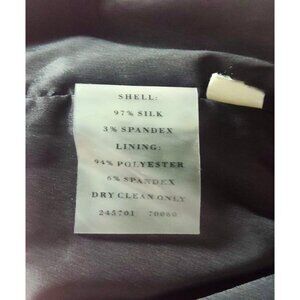 SHELL:
97% SILK
3% SPANDEX
LINING:
94% POLYESTER
6% SPANDEX
DRY CLEAN ONLY
245701 70060